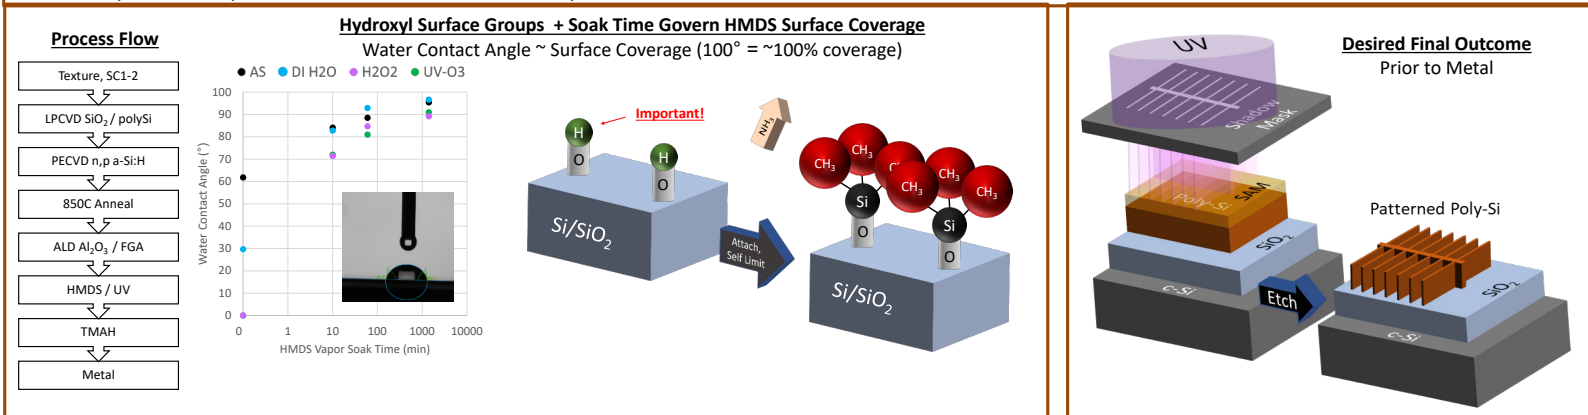 Process Flow
Texture, SC1-2
LPCVD SiO2 / polySi
PECVD n,p a-Si:H
850C Anneal
ALD Al2O3 / FGA
HMDS / UV
TMAH
Metal
Hydroxyl Surface Groups + Soak Time Govern HMDS Surface Coverage
Water Contact Angle ~ Surface Coverage (100° = ~100% coverage)
AS DI H2O H2O2 UV-O3
Water Contact Angle (°)
100
90
80
70
60
50
40
30
20
10
0
0 1 10 100 1000 10000
HMDS Vapor Soak Time (min)
Important!
H
O
H
O
Si/SiO2
NH3
Attach,
Self Limit
CH3
CH3
CH3
CH3
CH3
Si
Si
O
O
Si/SiO2
Desired Final Outcome
Prior to Metal
UV
Shadow
Mask
SAM
Poly-Si
SiO2
c-Si
Etch
Patterned Poly-Si
SiO2
c-Si